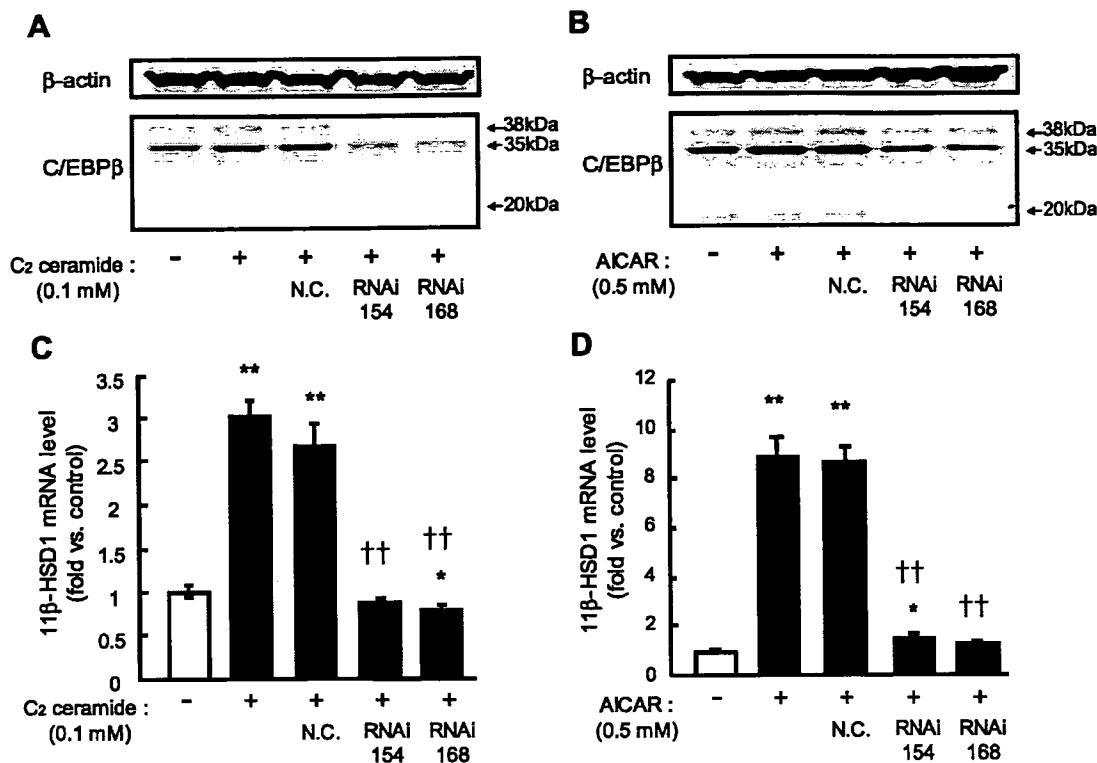 A
β-actin
C/EBPβ
38kDa
35kDa
20kDa
C2 ceramide : - + + + +
(0.1 mM) N.C. RNAi RNAi
154 168
B
β-actin
C/EBPβ
38kDa
35kDa
20kDa
AICAR : - + + + +
(0.5 mM) N.C. RNAi RNAi
154 168
C
11β-HSD1 mRNA level
(fold vs. control)
3.5
3
2.5
2
1.5
1
0.5
0
** ** †† ††
*
C2 ceramide : - + + + +
(0.1 mM) N.C. RNAi RNAi
154 168
D
11β-HSD1 mRNA level
(fold vs. control)
12
10
8
6
4
2
0
** ** †† ††
*
AICAR : - + + + +
(0.5 mM) N.C. RNAi RNAi
154 168